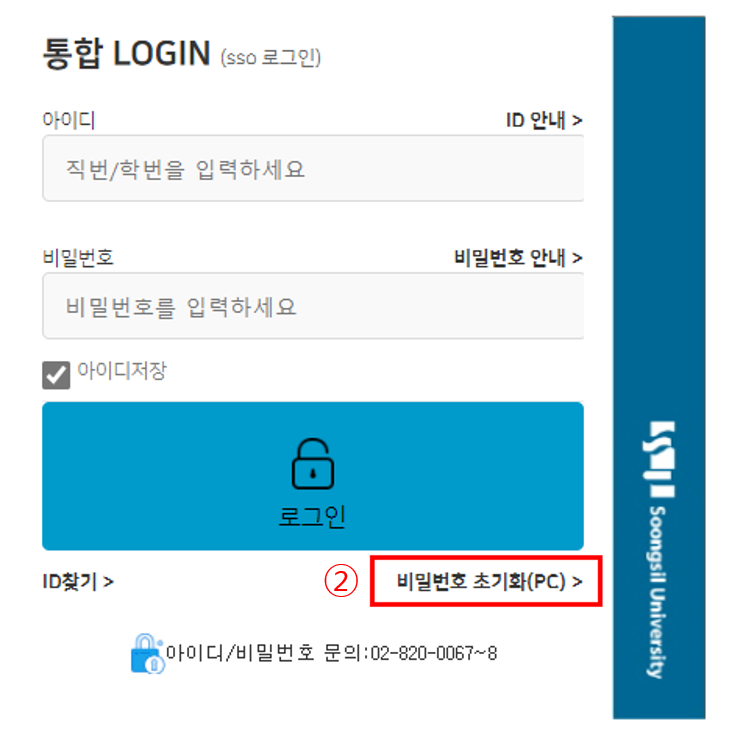 통합 LOGIN (sso 로그인)
아이디
ID 안내 >
직번/학번을 입력하세요
비밀번호
비밀번호 안내 >
비밀번호를 입력하세요
아이디저장
로그인
ID찾기 >
② 비밀번호 초기화(PC) >
아이디/비밀번호 문의:02-820-0067~8
Soongsil University